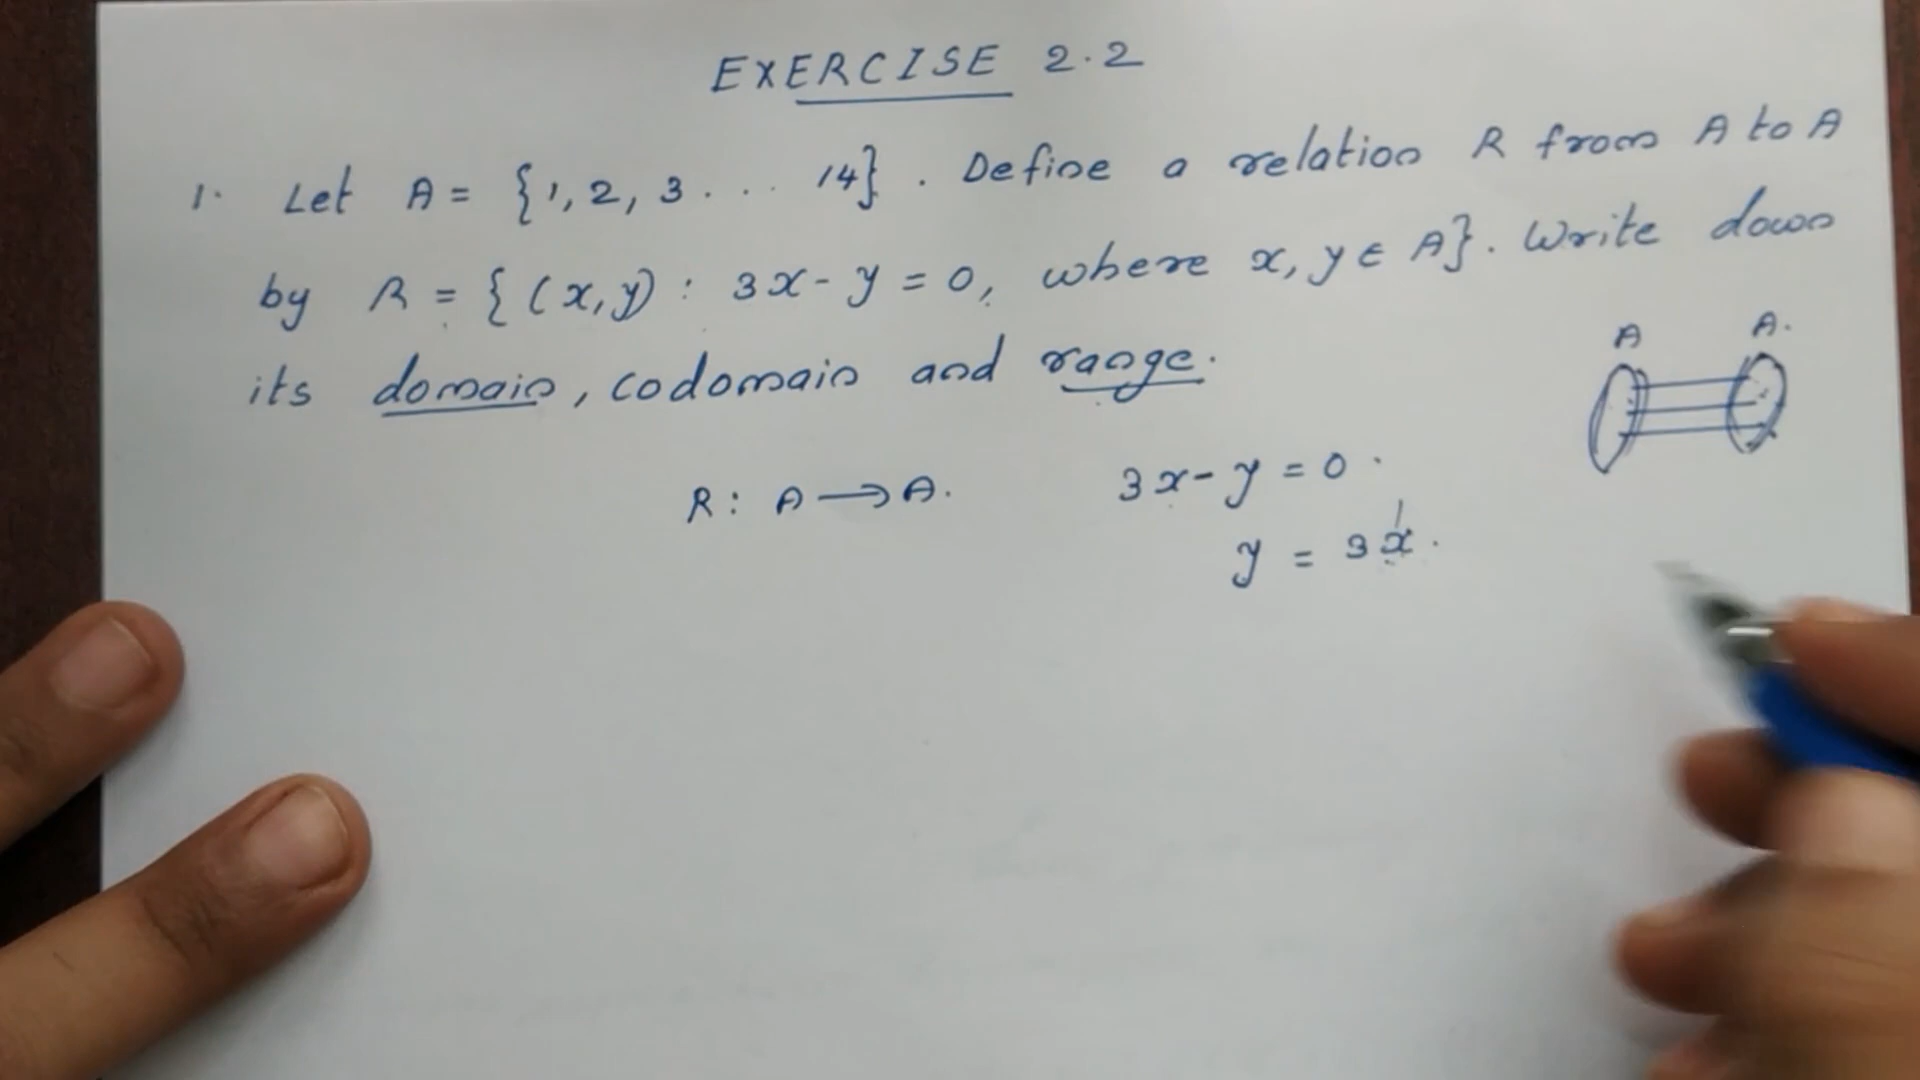 EXERCISE 2.2
1. Let A = {1, 2, 3 . . . 14} . Define a relation R from A to A
by R = { (x, y) : 3x - y = 0, where x, y ∈ A}. Write down
its domain, codomain and range.
A A.
R : A ⟶ A. 3x - y = 0 .
y = 3x .